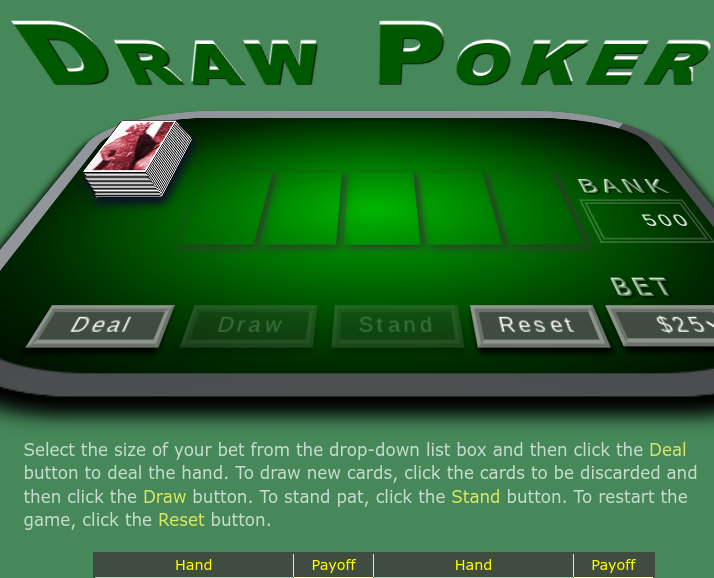 DRAW POKER
BANK
500
BET
Deal
Draw
Stand
Reset
$25
Select the size of your bet from the drop-down list box and then click the Deal
button to deal the hand. To draw new cards, click the cards to be discarded and
then click the Draw button. To stand pat, click the Stand button. To restart the
game, click the Reset button.
Hand Payoff Hand Payoff